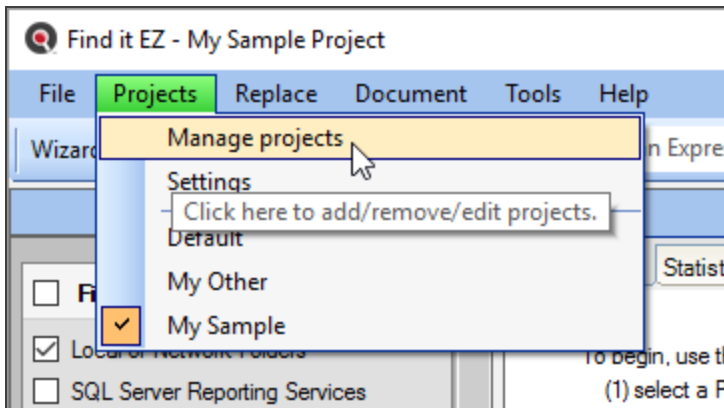 Find it EZ - My Sample Project
File Projects Replace Document Tools Help
Manage projects
Settings
Click here to add/remove/edit projects.
Default
My Other
Statist
My Sample
Local or Network Folders
To begin, use
SQL Server Reporting Services
(1) select a